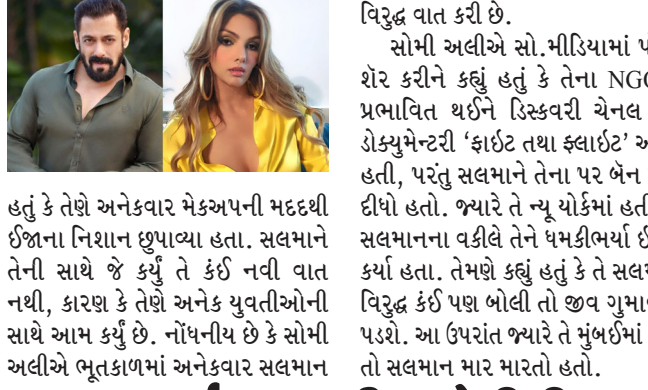 હતું કે તેણે અનેકવાર મેકઅપની મદદથી
ઈજાના નિશાન છુપાવ્યા હતા. સલમાને
તેની સાથે જે કર્યું તે કંઈ નવી વાત
નથી, કારણ કે તેણે અનેક યુવતીઓની
સાથે આમ કર્યું છે. નોંધનીય છે કે સોમી
અલીએ ભૂતકાળમાં અનેકવાર સલમાન
વિરુદ્ધ વાત કરી છે.
સોમી અલીએ સો.મીડિયામાં
શૅર કરીને કહ્યું હતું કે તેના NGO
પ્રભાવિત થઈને ડિસ્કવરી ચેનલ
ડોક્યુમેન્ટરી ‘ફાઇટ તથા ફ્લાઇટ’
હતી, પરંતુ સલમાને તેના પર બૅન
દીધો હતો. જ્યારે તે ન્યૂ યોર્કમાં હતી
સલમાનના વકીલે તેને ધમકીભર્યા
કર્યા હતા. તેમણે કહ્યું હતું કે તે
વિરુદ્ધ કંઈ પણ બોલી તો જીવ
પડશે. આ ઉપરાંત જ્યારે તે મુંબઈમાં
તો સલમાન માર મારતો હતો.